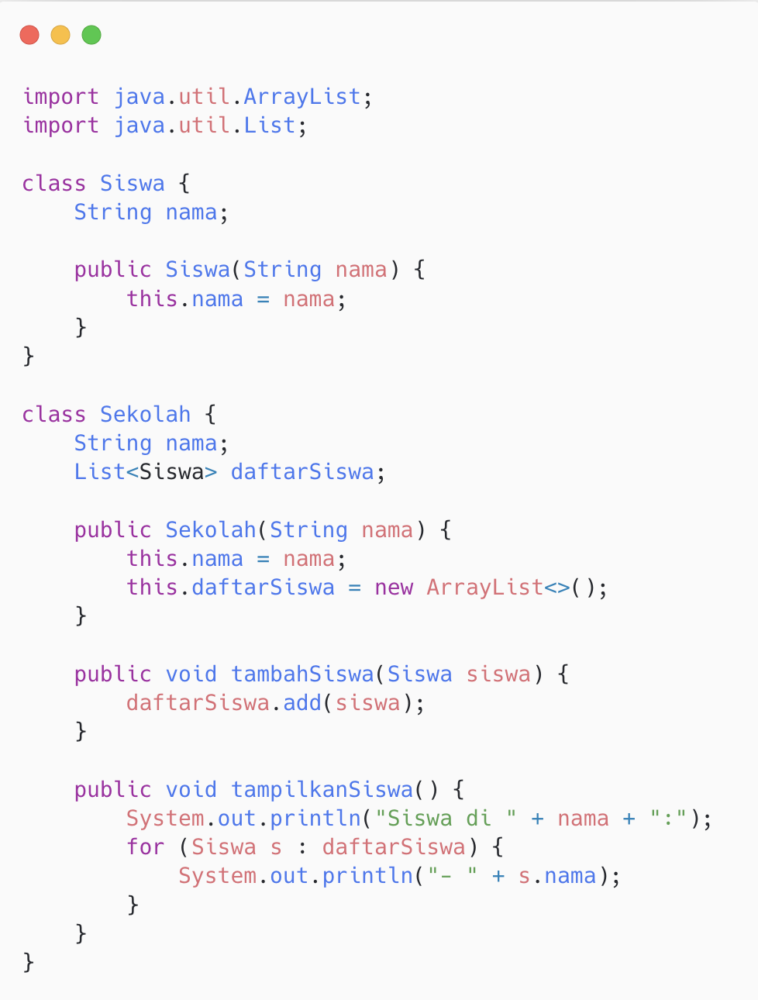 import java.util.ArrayList;
import java.util.List;

class Siswa {
    String nama;

    public Siswa(String nama) {
        this.nama = nama;
    }
}

class Sekolah {
    String nama;
    List<Siswa> daftarSiswa;

    public Sekolah(String nama) {
        this.nama = nama;
        this.daftarSiswa = new ArrayList<>();
    }

    public void tambahSiswa(Siswa siswa) {
        daftarSiswa.add(siswa);
    }

    public void tampilkanSiswa() {
        System.out.println("Siswa di " + nama + ":");
        for (Siswa s : daftarSiswa) {
            System.out.println("- " + s.nama);
        }
    }
}